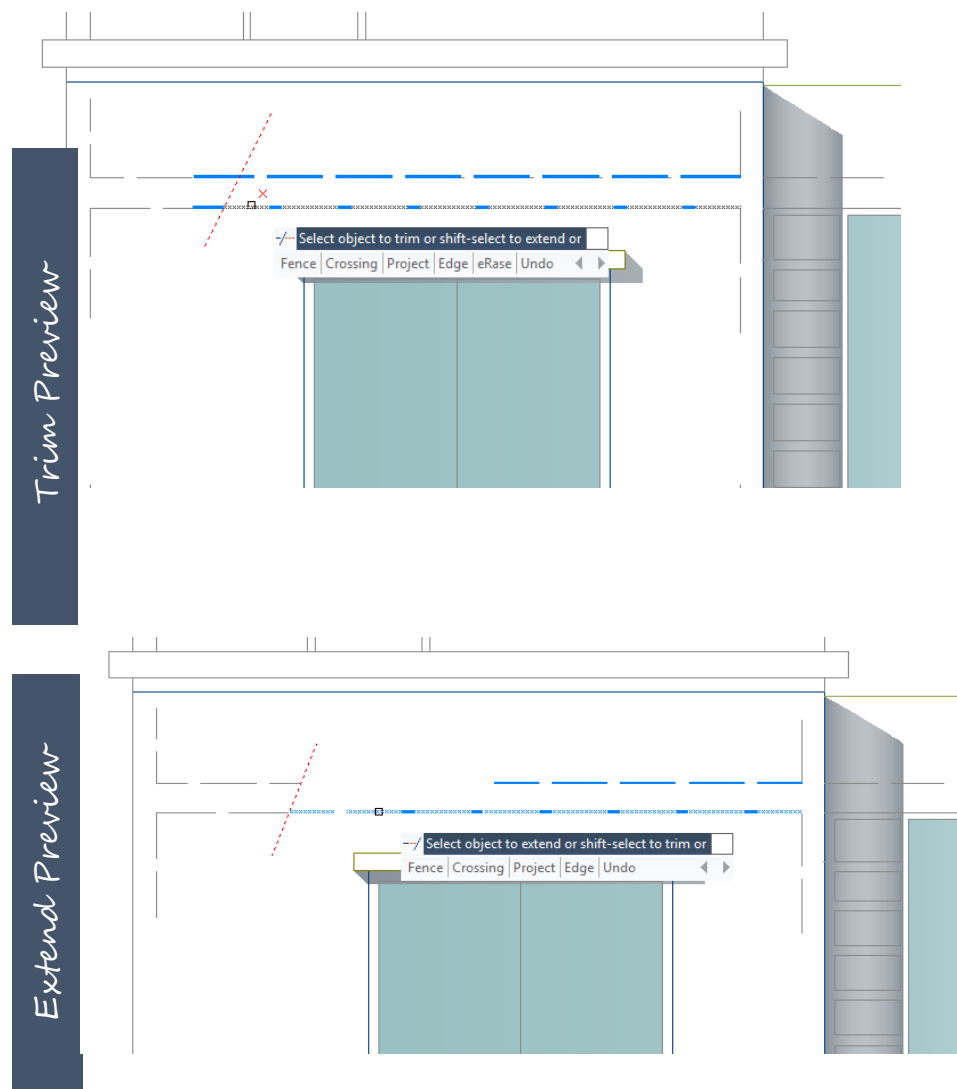 Trim Preview
Select object to trim or shift-select to extend or
Fence Crossing Project Edge eRase Undo
Extend Preview
Select object to extend or shift-select to trim or
Fence Crossing Project Edge Undo